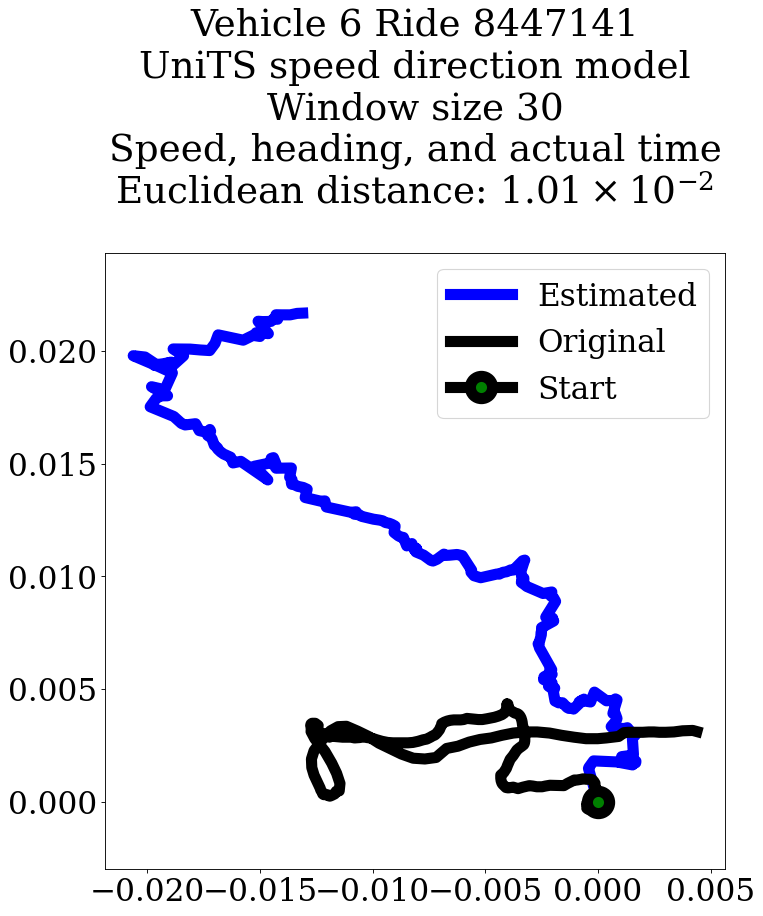 Vehicle 6 Ride 8447141
UniTS speed direction model
Window size 30
Speed, heading, and actual time
Euclidean distance: 1.01 × 10⁻²
Estimated
Original
Start
0.020
0.015
0.010
0.005
0.000
−0.020 −0.015 −0.010 −0.005 0.000 0.005